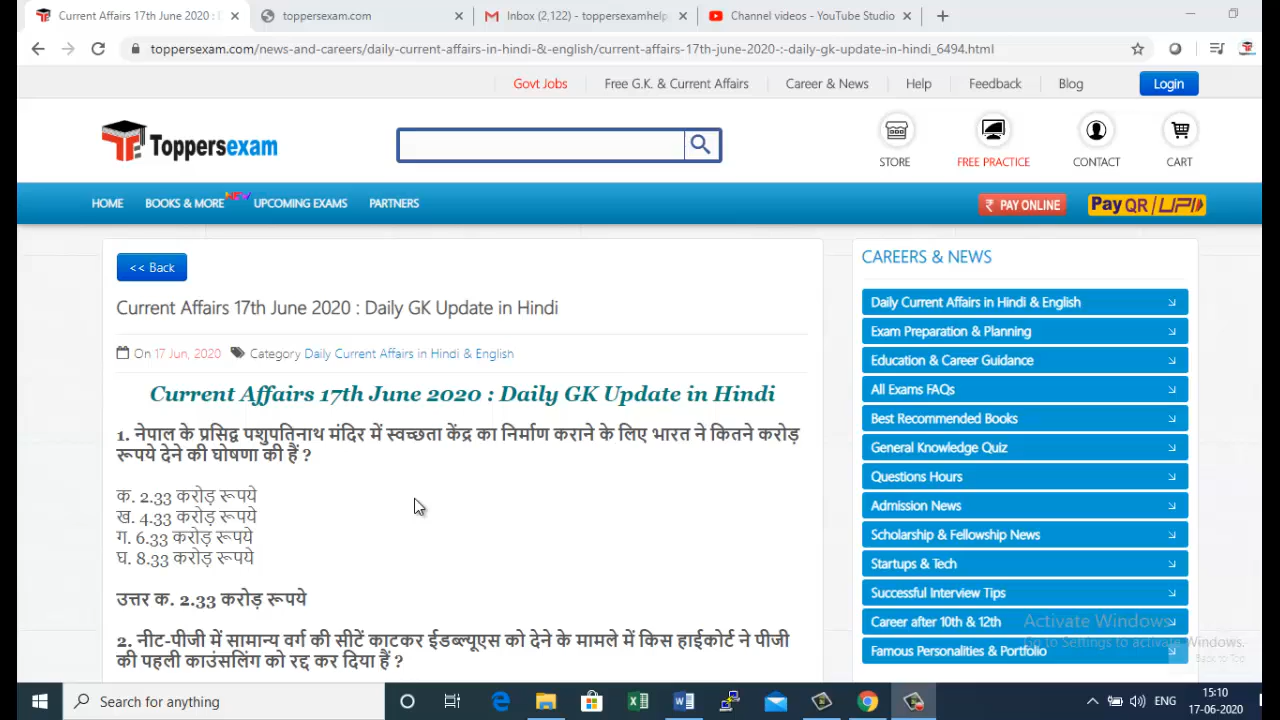 Current Affairs 17th June 2020 :
toppersexam.com
Inbox (2,122) - toppersexamhelp
Channel videos - YouTube Studio
toppersexam.com/news-and-careers/daily-current-affairs-in-hindi-&-english/current-affairs-17th-june-2020-:-daily-gk-update-in-hindi_6494.html
Govt Jobs Free G.K. & Current Affairs Career & News Help Feedback Blog Login
Toppersexam
STORE FREE PRACTICE CONTACT CART
NEW
HOME BOOKS & MORE UPCOMING EXAMS PARTNERS ₹ PAY ONLINE Pay QR UPI
<< Back
Current Affairs 17th June 2020 : Daily GK Update in Hindi
On 17 Jun, 2020 Category Daily Current Affairs in Hindi & English
Current Affairs 17th June 2020 : Daily GK Update in Hindi
1. नेपाल के प्रसिद्व पशुपतिनाथ मंदिर में स्वच्छता केंद्र का निर्माण कराने के लिए भारत ने कितने करोड़
रूपये देने की घोषणा की हैं ?
क. 2.33 करोड़ रूपये
ख. 4.33 करोड़ रूपये
ग. 6.33 करोड़ रूपये
घ. 8.33 करोड़ रूपये
उत्तर क. 2.33 करोड़ रूपये
2. नीट-पीजी में सामान्य वर्ग की सीटें काटकर ईडब्ल्यूएस को देने के मामले में किस हाईकोर्ट ने पीजी
की पहली काउंसलिंग को रद्द कर दिया हैं ?
CAREERS & NEWS
Daily Current Affairs in Hindi & English
Exam Preparation & Planning
Education & Career Guidance
All Exams FAQs
Best Recommended Books
General Knowledge Quiz
Questions Hours
Admission News
Scholarship & Fellowship News
Startups & Tech
Successful Interview Tips
Career after 10th & 12th
Famous Personalities & Portfolio
Activate Windows
Go to Settings to activate Windows.
Back to Top
Search for anything
ENG
15:10
17-06-2020